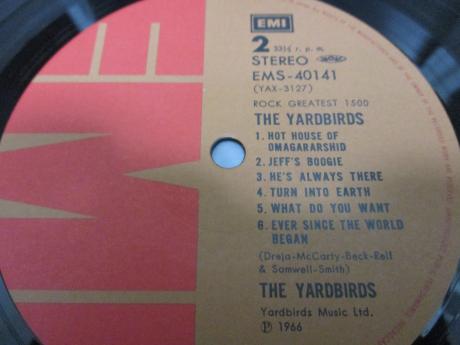 EMI
2 33⅓ r. p. m.
STEREO
EMS-40141
(YAX-3127)
ROCK GREATEST 1500
THE YARDBIRDS
1. HOT HOUSE OF
OMAGARARSHID
2. JEFF'S BOOGIE
3. HE'S ALWAYS THERE
4. TURN INTO EARTH
5. WHAT DO YOU WANT
6. EVER SINCE THE WORLD
BEGAN
(Dreja-McCarty-Beck-Relf
& Samwell-Smith)
THE YARDBIRDS
Yardbirds Music Ltd.
Ⓟ 1966